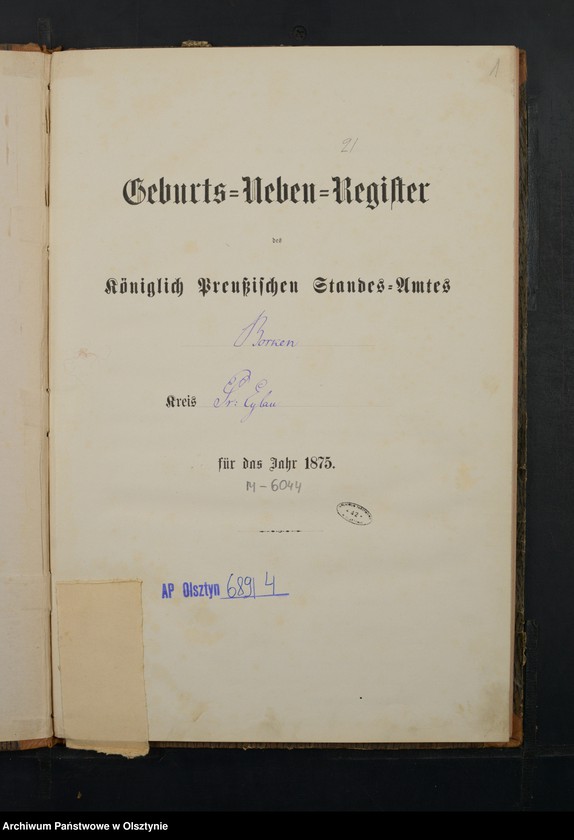 1
21
Geburts=Neben=Register
des
Königlich Preußischen Standes=Amtes
Borken
Kreis Pr. Eylau
für das Jahr 1875.
M-6044
AP Olsztyn 689/4
Archiwum Państwowe w Olsztynie